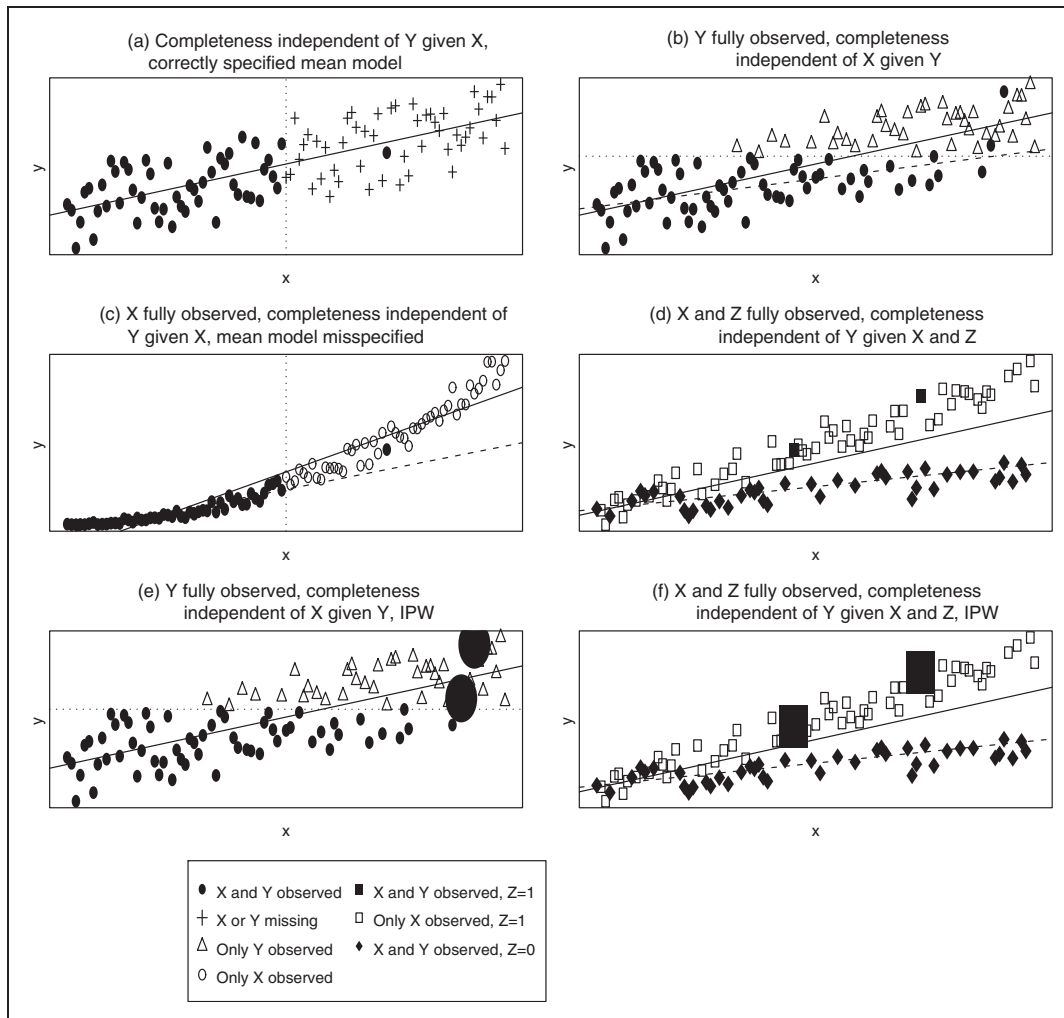 (a) Completeness independent of Y given X,
correctly specified mean model
y
x
(b) Y fully observed, completeness
independent of X given Y
y
x
(c) X fully observed, completeness independent of
Y given X, mean model misspecified
y
x
(d) X and Z fully observed, completeness
independent of Y given X and Z
y
x
(e) Y fully observed, completeness
independent of X given Y, IPW
y
x
(f) X and Z fully observed, completeness
independent of Y given X and Z, IPW
y
x
X and Y observed
X or Y missing
Only Y observed
Only X observed
X and Y observed, Z=1
Only X observed, Z=1
X and Y observed, Z=0